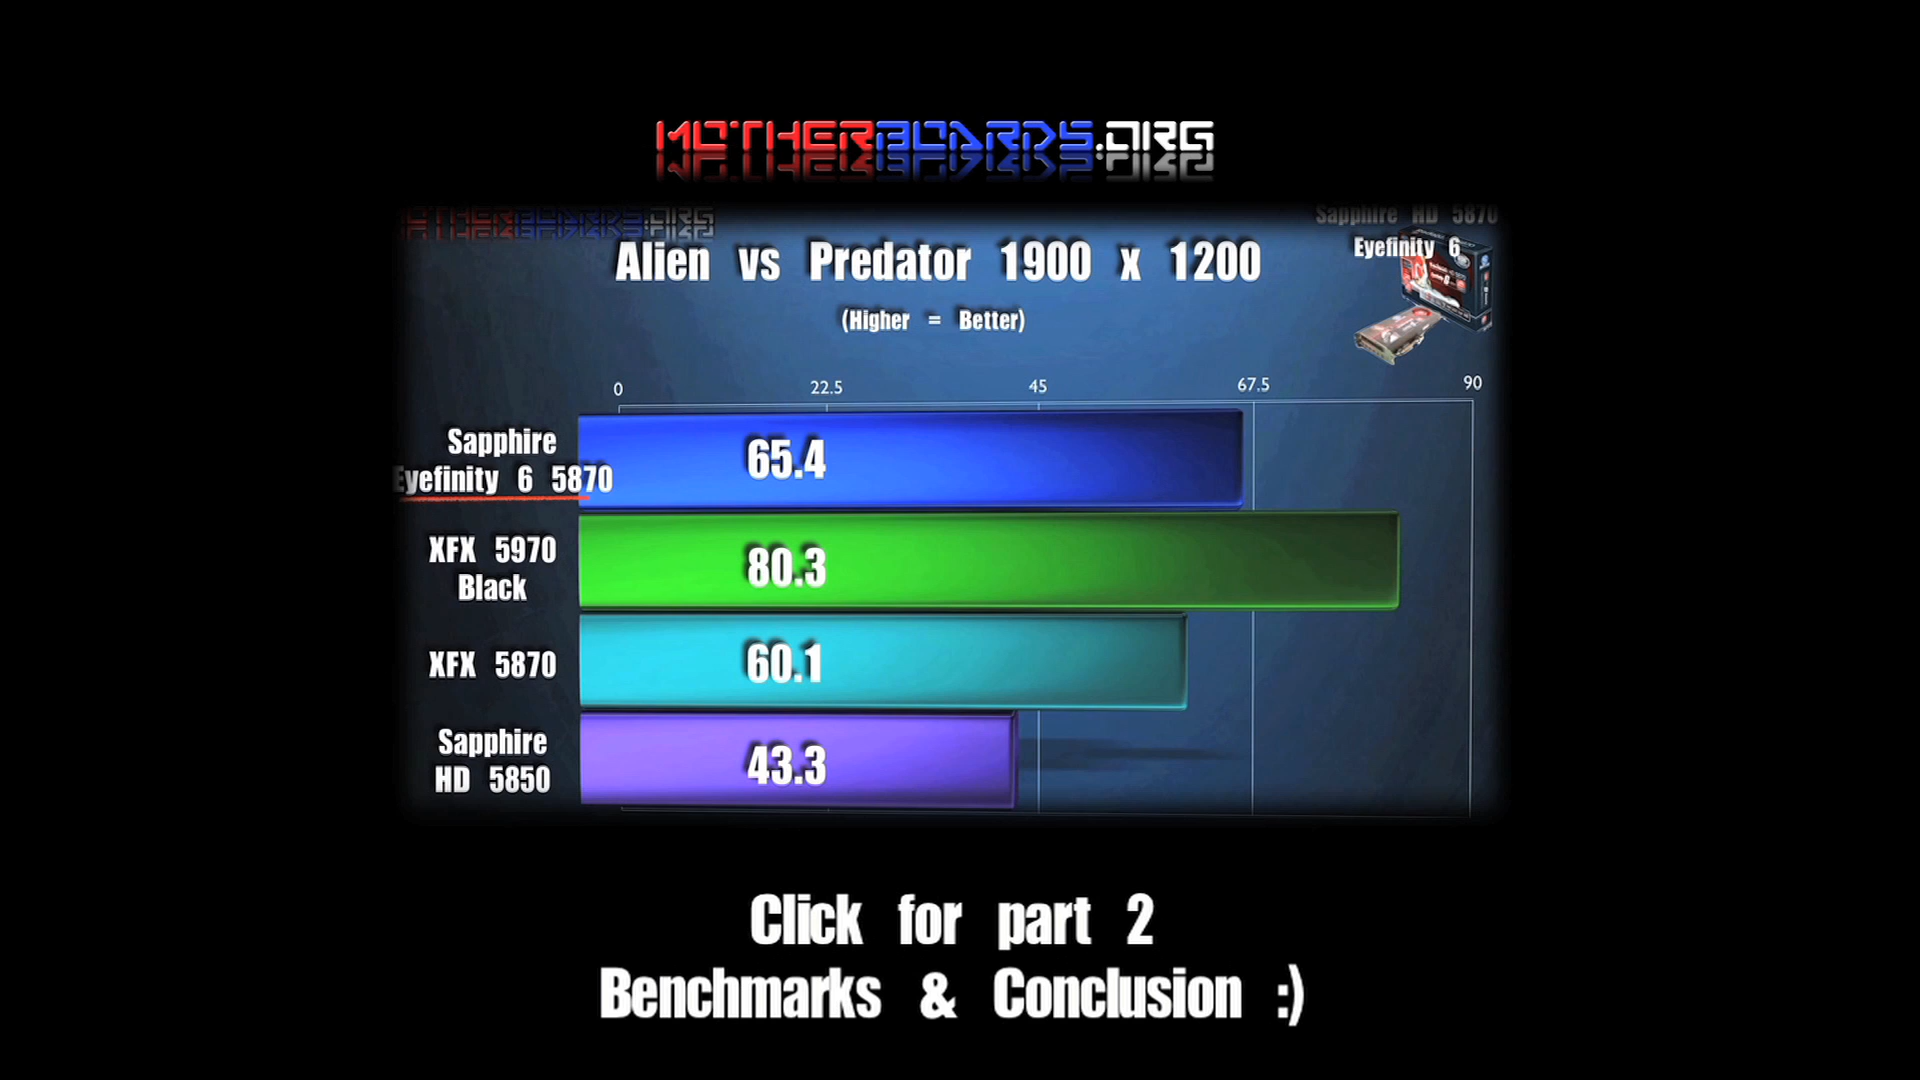 MOTHERBOARDS.ORG
MOTHERBOARDS.ORG
Sapphire HD 5870
Eyefinity 6
Alien vs Predator 1900 x 1200
(Higher = Better)
0 22.5 45 67.5 90
Sapphire
Eyefinity 6 5870
65.4
XFX 5970
Black
80.3
XFX 5870
60.1
Sapphire
HD 5850
43.3
Click for part 2
Benchmarks & Conclusion :)